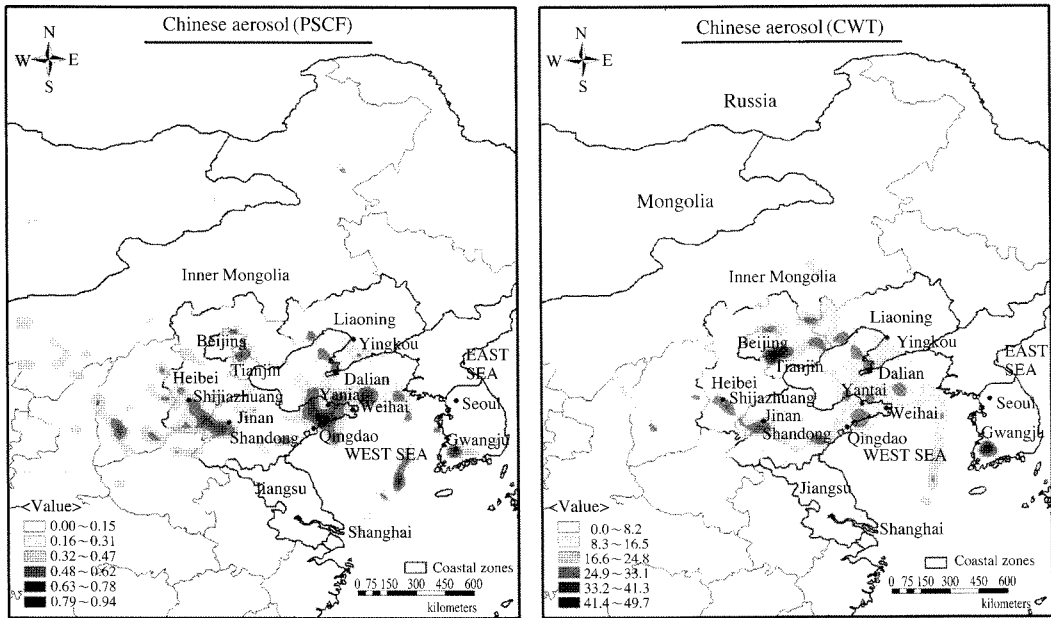 Chinese aerosol (PSCF)
N
W E
S
Inner Mongolia
Liaoning
Beijing
Yingkou
Tianjin
EAST
SEA
Heibei
Dalian
Shijiazhuang
Yantai
Weihai
Seoul
Jinan
Shandong
Qingdao
Gwangju
WEST SEA
Jiangsu
<Value>
0.00~0.15
0.16~0.31
0.32~0.47
0.48~0.62
0.63~0.78
0.79~0.94
Shanghai
Coastal zones
0 75 150 300 450 600
kilometers
Chinese aerosol (CWT)
N
W E
S
Russia
Mongolia
Inner Mongolia
Liaoning
Beijing
Yingkou
Tianjin
EAST
SEA
Heibei
Dalian
Shijiazhuang
Yantai
Weihai
Seoul
Jinan
Shandong
Qingdao
Gwangju
WEST SEA
Jiangsu
<Value>
0.0~8.2
8.3~16.5
16.6~24.8
24.9~33.1
33.2~41.3
41.4~49.7
Shanghai
Coastal zones
0 75 150 300 450 600
kilometers